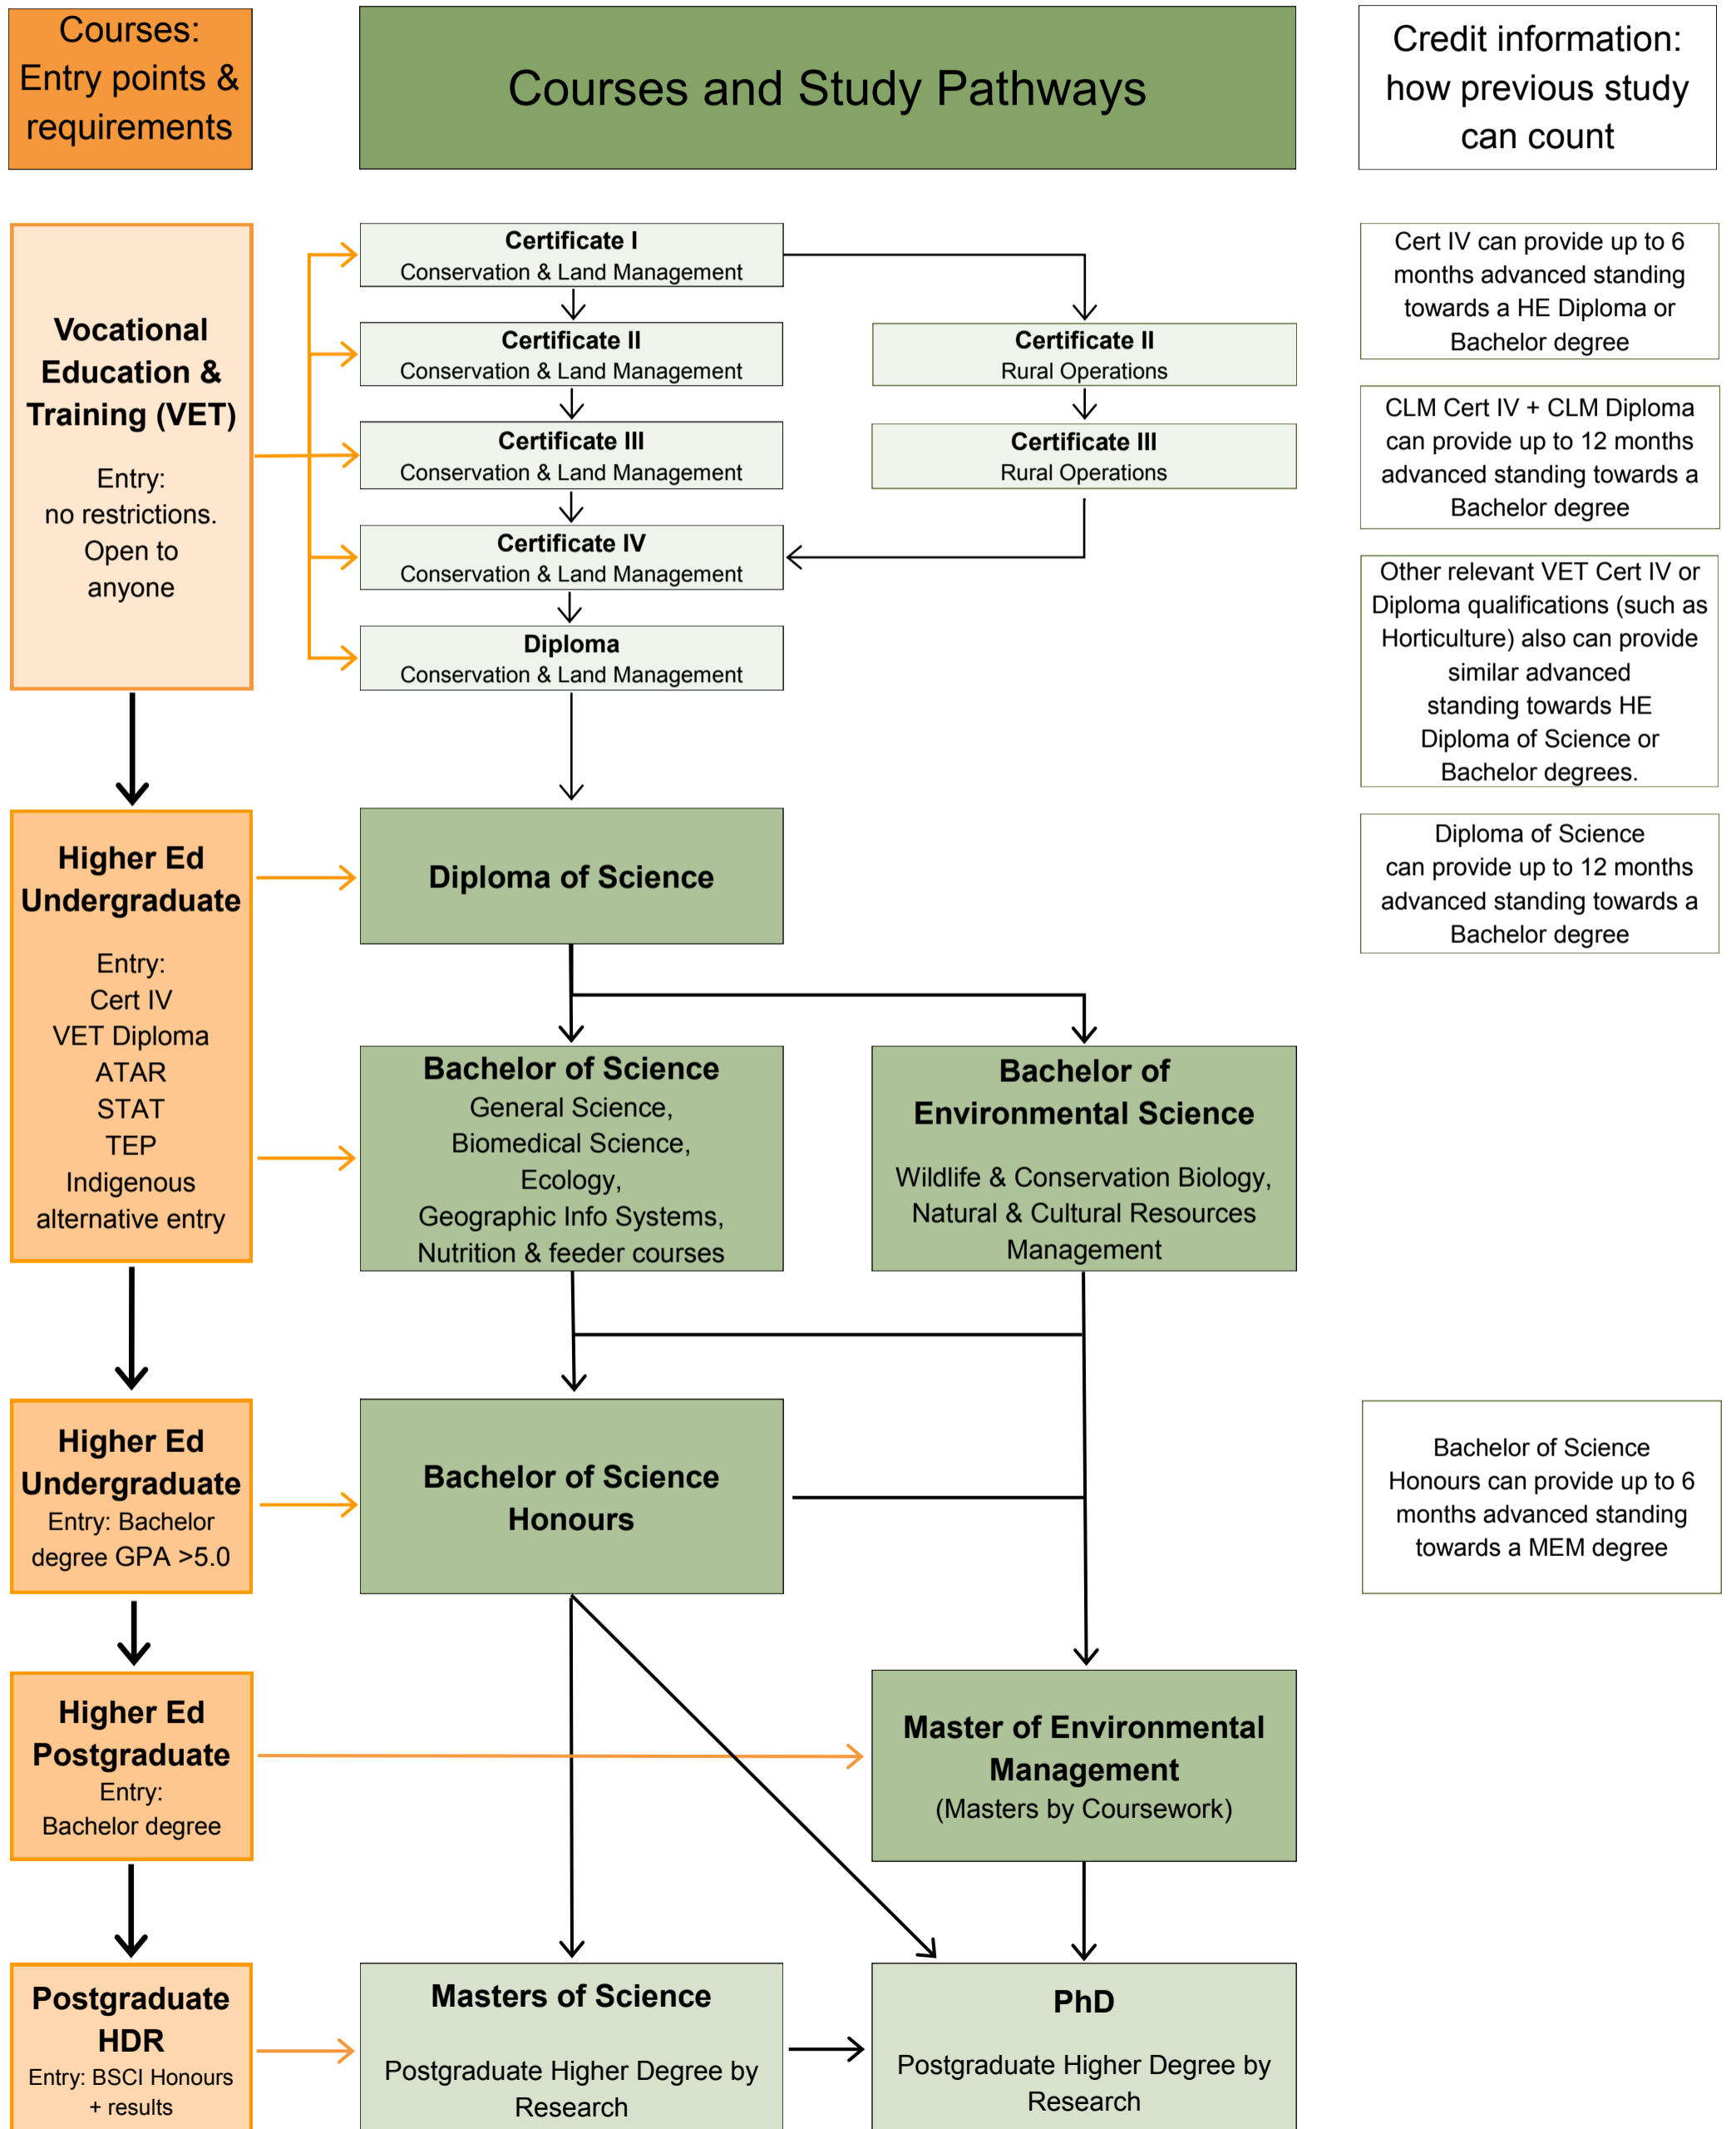 Courses:
Entry points &
requirements
Courses and Study Pathways
Credit information:
how previous study
can count
Vocational
Education &
Training (VET)
Entry:
no restrictions.
Open to
anyone
Certificate I
Conservation & Land Management
Certificate II
Conservation & Land Management
Certificate III
Conservation & Land Management
Certificate IV
Conservation & Land Management
Diploma
Conservation & Land Management
Certificate II
Rural Operations
Certificate III
Rural Operations
Cert IV can provide up to 6
months advanced standing
towards a HE Diploma or
Bachelor degree
CLM Cert IV + CLM Diploma
can provide up to 12 months
advanced standing towards a
Bachelor degree
Other relevant VET Cert IV or
Diploma qualifications (such as
Horticulture) also can provide
similar advanced
standing towards HE
Diploma of Science or
Bachelor degrees.
Higher Ed
Undergraduate
Entry:
Cert IV
VET Diploma
ATAR
STAT
TEP
Indigenous
alternative entry
Diploma of Science
Diploma of Science
can provide up to 12 months
advanced standing towards a
Bachelor degree
Bachelor of Science
General Science,
Biomedical Science,
Ecology,
Geographic Info Systems,
Nutrition & feeder courses
Bachelor of
Environmental Science
Wildlife & Conservation Biology,
Natural & Cultural Resources
Management
Higher Ed
Undergraduate
Entry: Bachelor
degree GPA >5.0
Bachelor of Science
Honours
Bachelor of Science
Honours can provide up to 6
months advanced standing
towards a MEM degree
Higher Ed
Postgraduate
Entry:
Bachelor degree
Master of Environmental
Management
(Masters by Coursework)
Postgraduate
HDR
Entry: BSCI Honours
+ results
Masters of Science
Postgraduate Higher Degree by
Research
PhD
Postgraduate Higher Degree by
Research